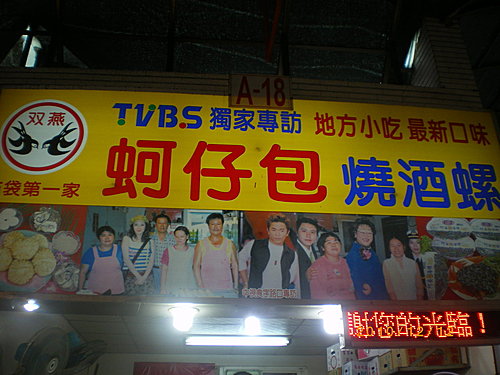 A-18
双燕
TVBS 獨家專訪 地方小吃 最新口味
袋第一家
蚵仔包 燒酒螺
謝您的光臨！